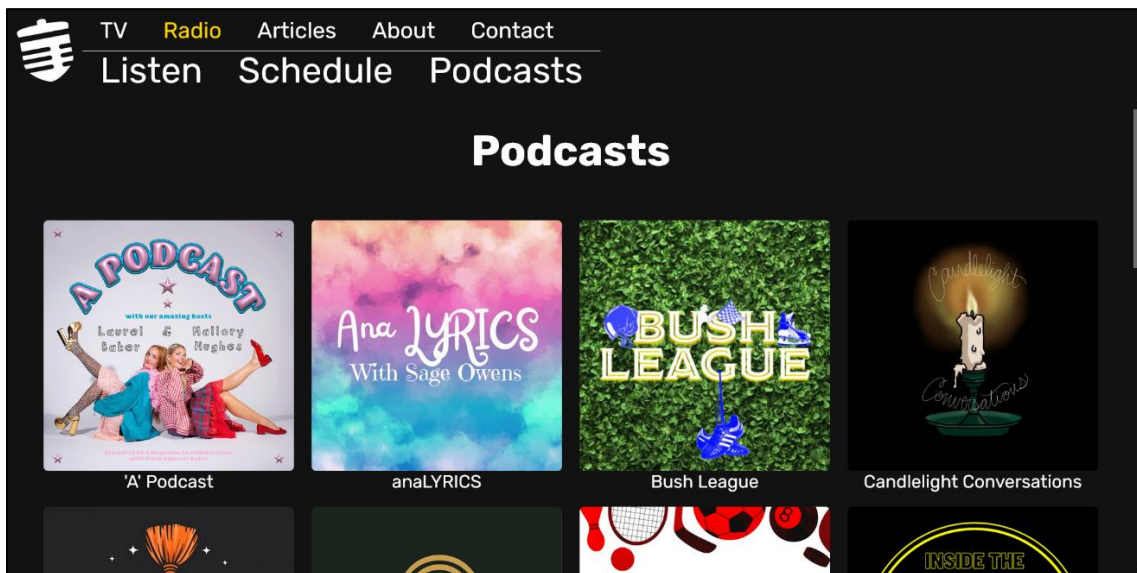 TV Radio Articles About Contact
Listen Schedule Podcasts
Podcasts
A PODCAST
with our amazing hosts
Laurel & Mallory
Baker Hughes
'A' Podcast
Ana LYRICS
With Sage Owens
anaLYRICS
BUSH
LEAGUE
Bush League
Candlelight
Conversations
Candlelight Conversations
8
INSIDE THE